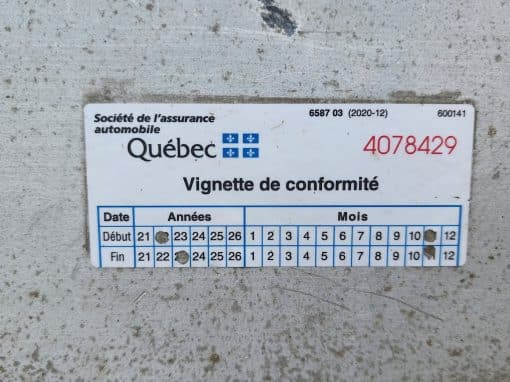 Société de l'assurance automobile
6587 03 (2020-12)
600141
Québec
4078429
Vignette de conformité
Date Années Mois
Début 21 23 24 25 26 1 2 3 4 5 6 7 8 9 10 12
Fin 21 22 24 25 26 1 2 3 4 5 6 7 8 9 10 12